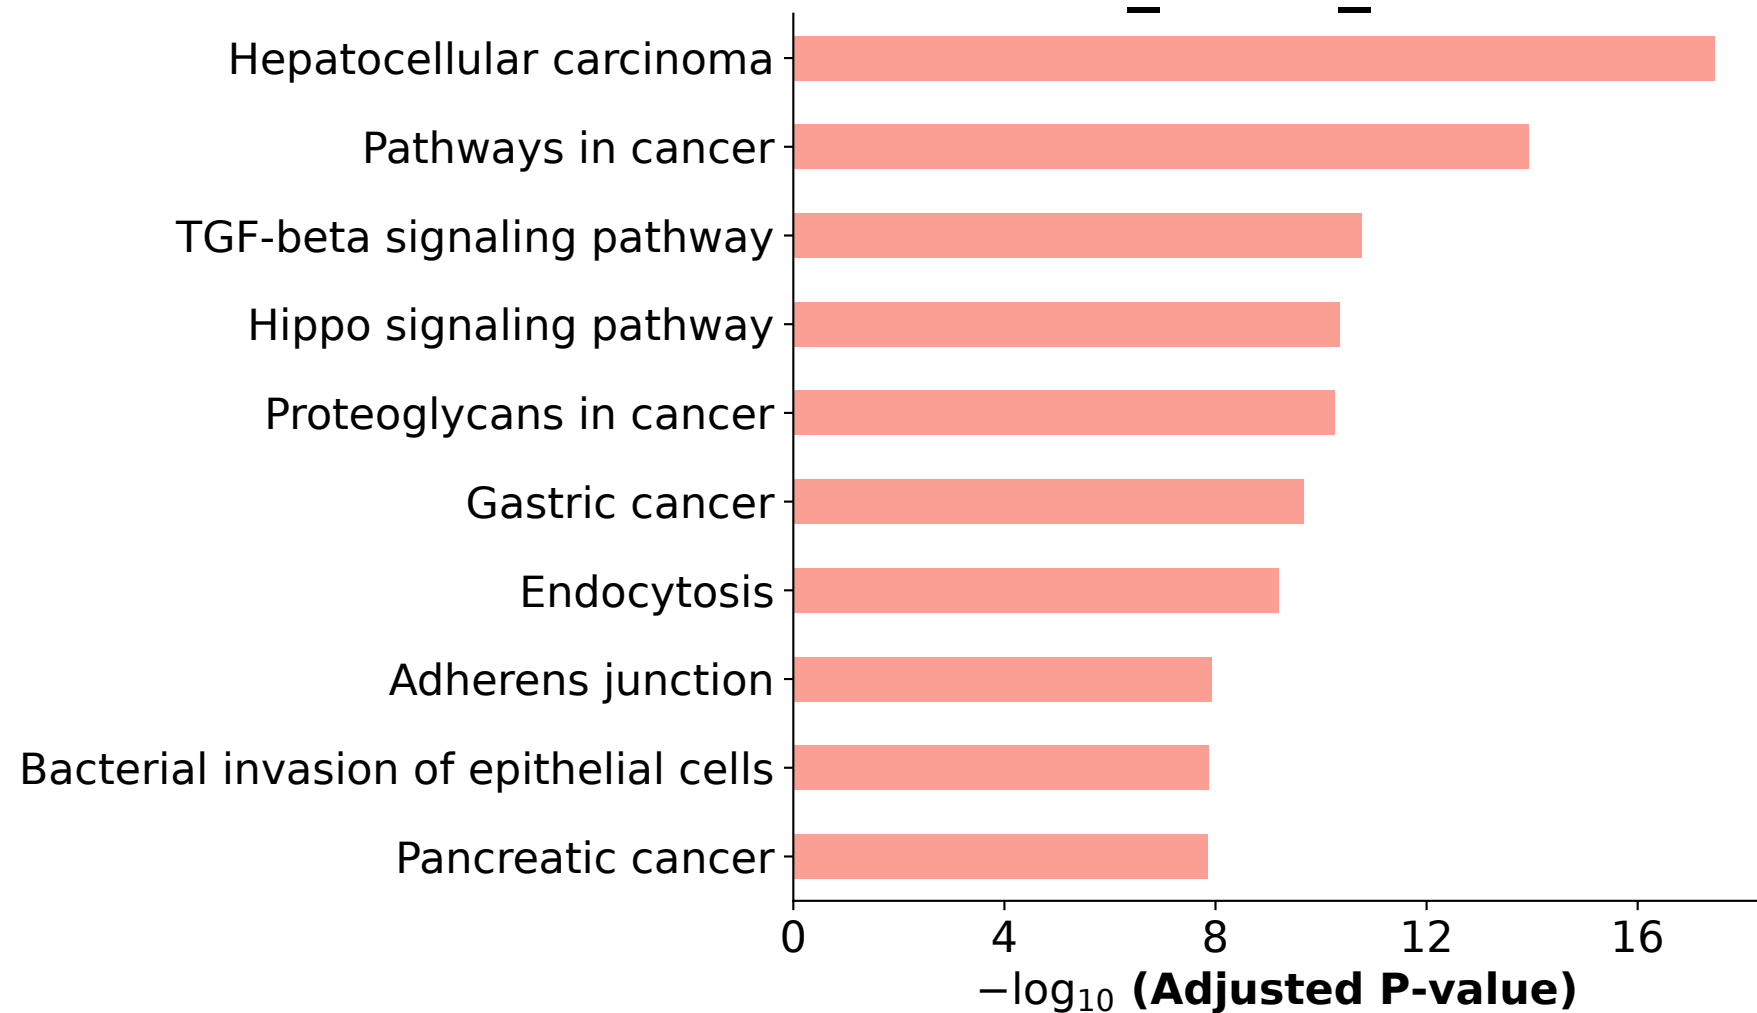 Hepatocellular carcinoma
Pathways in cancer
TGF-beta signaling pathway
Hippo signaling pathway
Proteoglycans in cancer
Gastric cancer
Endocytosis
Adherens junction
Bacterial invasion of epithelial cells
Pancreatic cancer
0 4 8 12 16
−log₁₀ (Adjusted P-value)